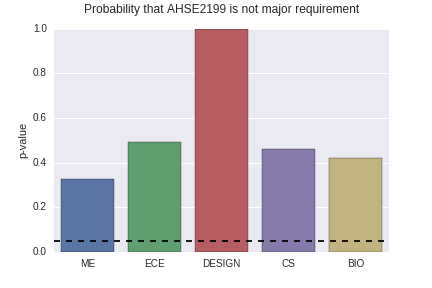 Probability that AHSE2199 is not major requirement
1.0
0.8
0.6
0.4
0.2
0.0
p-value
ME ECE DESIGN CS BIO